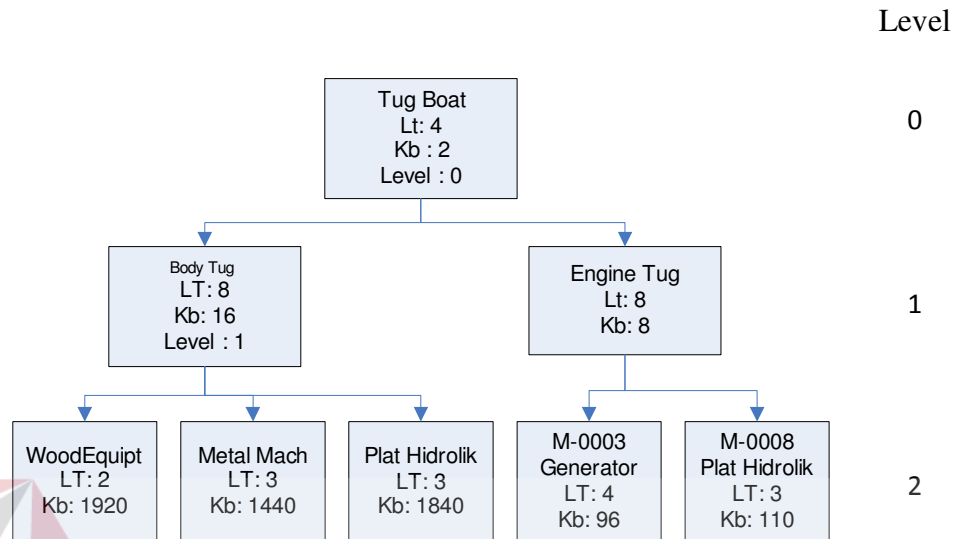 Level
Tug Boat
Lt: 4
Kb : 2
Level : 0
0
Body Tug
LT: 8
Kb: 16
Level : 1
Engine Tug
Lt: 8
Kb: 8
1
WoodEquipt
LT: 2
Kb: 1920
Metal Mach
LT: 3
Kb: 1440
Plat Hidrolik
LT: 3
Kb: 1840
M-0003
Generator
LT: 4
Kb: 96
M-0008
Plat Hidrolik
LT: 3
Kb: 110
2